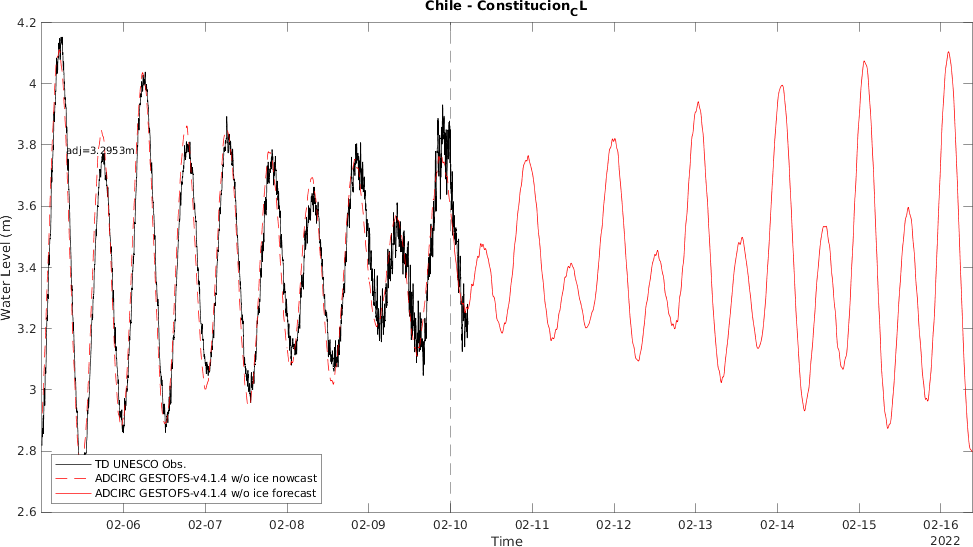 Chile - Constitucion_CL
4.2
4
3.8
3.6
3.4
3.2
3
2.8
2.6
Water Level (m)
adj=3.2953m
TD UNESCO Obs.
ADCIRC GESTOFS-v4.1.4 w/o ice nowcast
ADCIRC GESTOFS-v4.1.4 w/o ice forecast
02-06 02-07 02-08 02-09 02-10 02-11 02-12 02-13 02-14 02-15 02-16
Time
2022